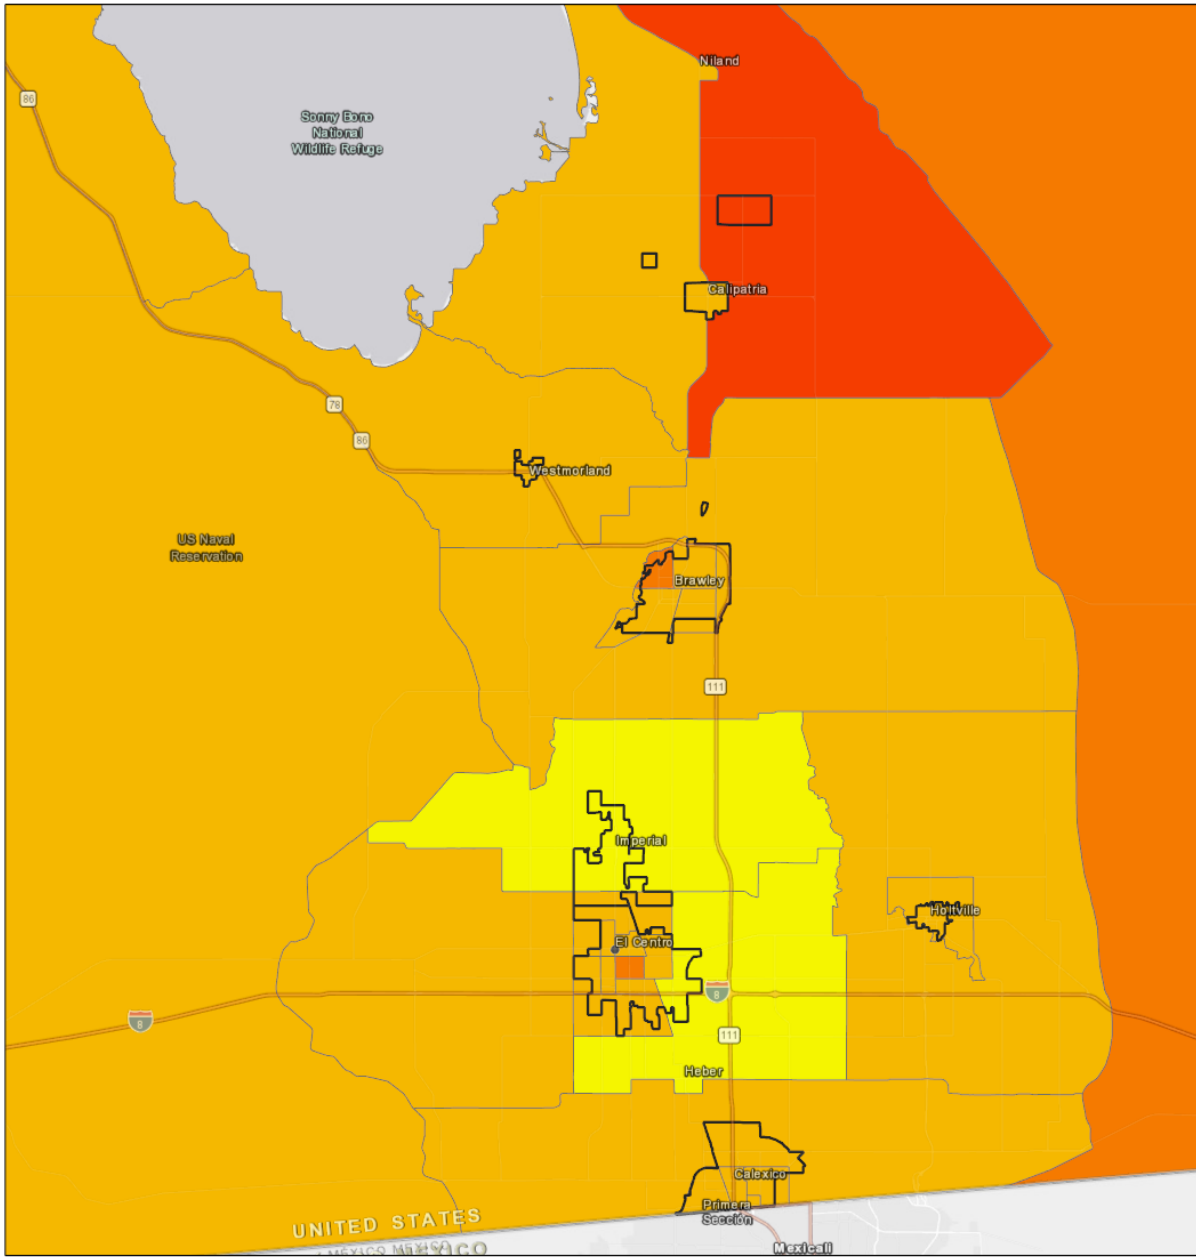 Niland
86
Sonny Bono
National
Wildlife Refuge
Calipatria
78
86
Westmorland
US Naval
Reservation
Brawley
111
Imperial
Holtville
El Centro
8
8
111
Heber
Calexico
Primera
Sección
UNITED STATES
MÉXICO
Mexicali